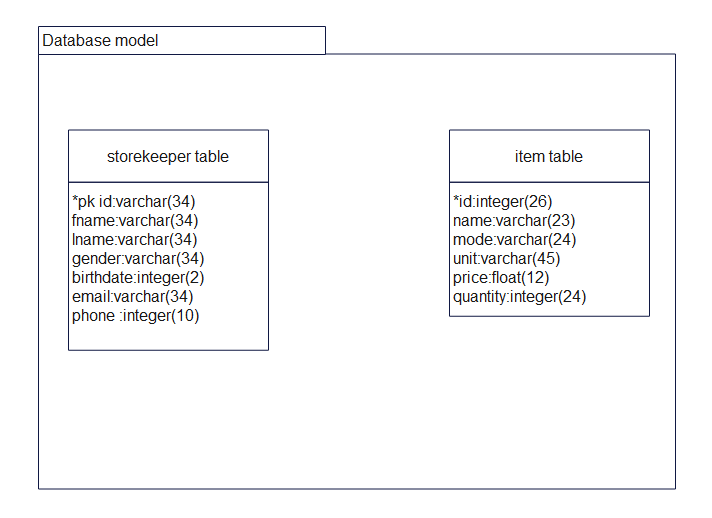 Database model
storekeeper table
*pk id:varchar(34)
fname:varchar(34)
lname:varchar(34)
gender:varchar(34)
birthdate:integer(2)
email:varchar(34)
phone :integer(10)
item table
*id:integer(26)
name:varchar(23)
mode:varchar(24)
unit:varchar(45)
price:float(12)
quantity:integer(24)